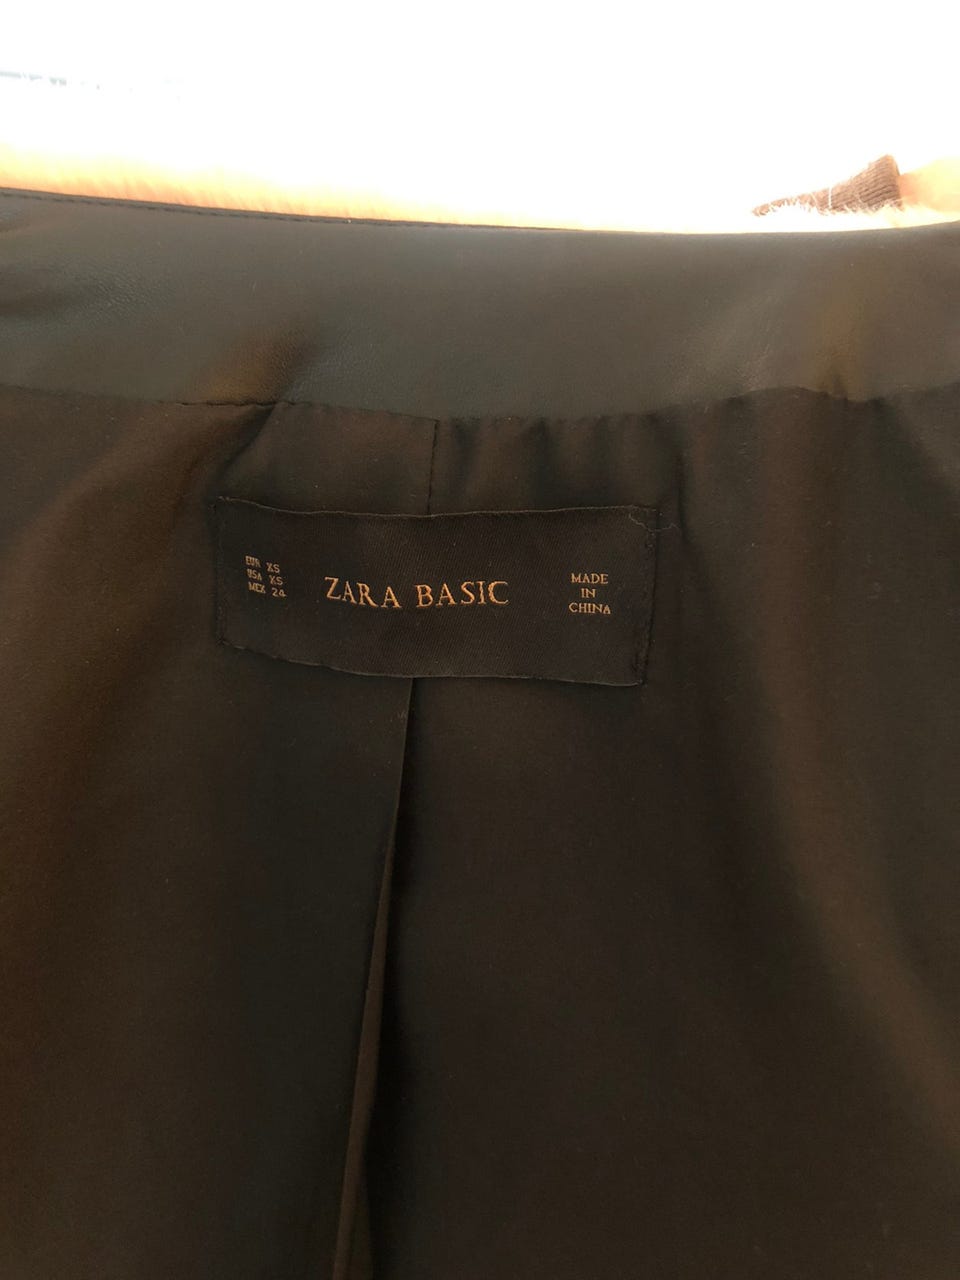 EUR XS
USA XS
MEX 24
ZARA BASIC
MADE
IN
CHINA